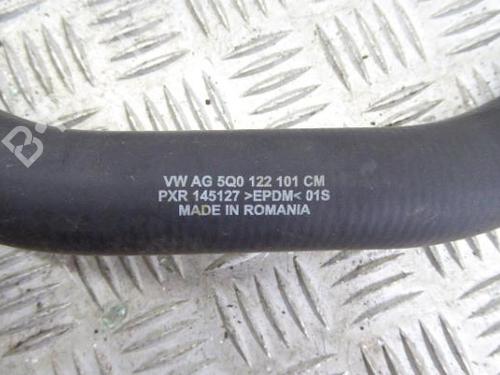 VW AG 5Q0 122 101 CM
PXR 145127 >EPDM< 01S
MADE IN ROMANIA